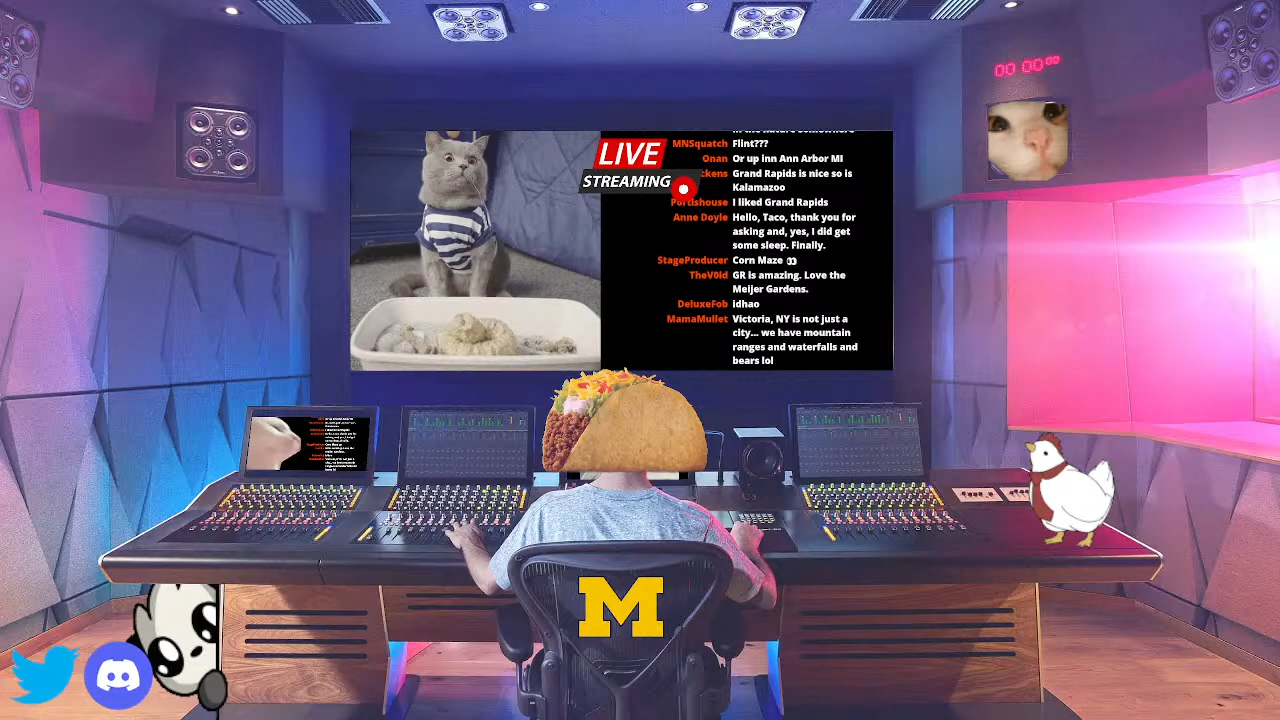 00 00 00
LIVE
STREAMING
MNSquatch Flint???
Onan Or up inn Ann Arbor MI
ckens Grand Rapids is nice so is
Kalamazoo
Portishouse I liked Grand Rapids
Anne Doyle Hello, Taco, thank you for
asking and, yes, I did get
some sleep. Finally.
StageProducer Corn Maze
TheV0id GR is amazing. Love the
Meijer Gardens.
DeluxeFob idhao
MamaMullet Victoria, NY is not just a
city... we have mountain
ranges and waterfalls and
bears lol
M